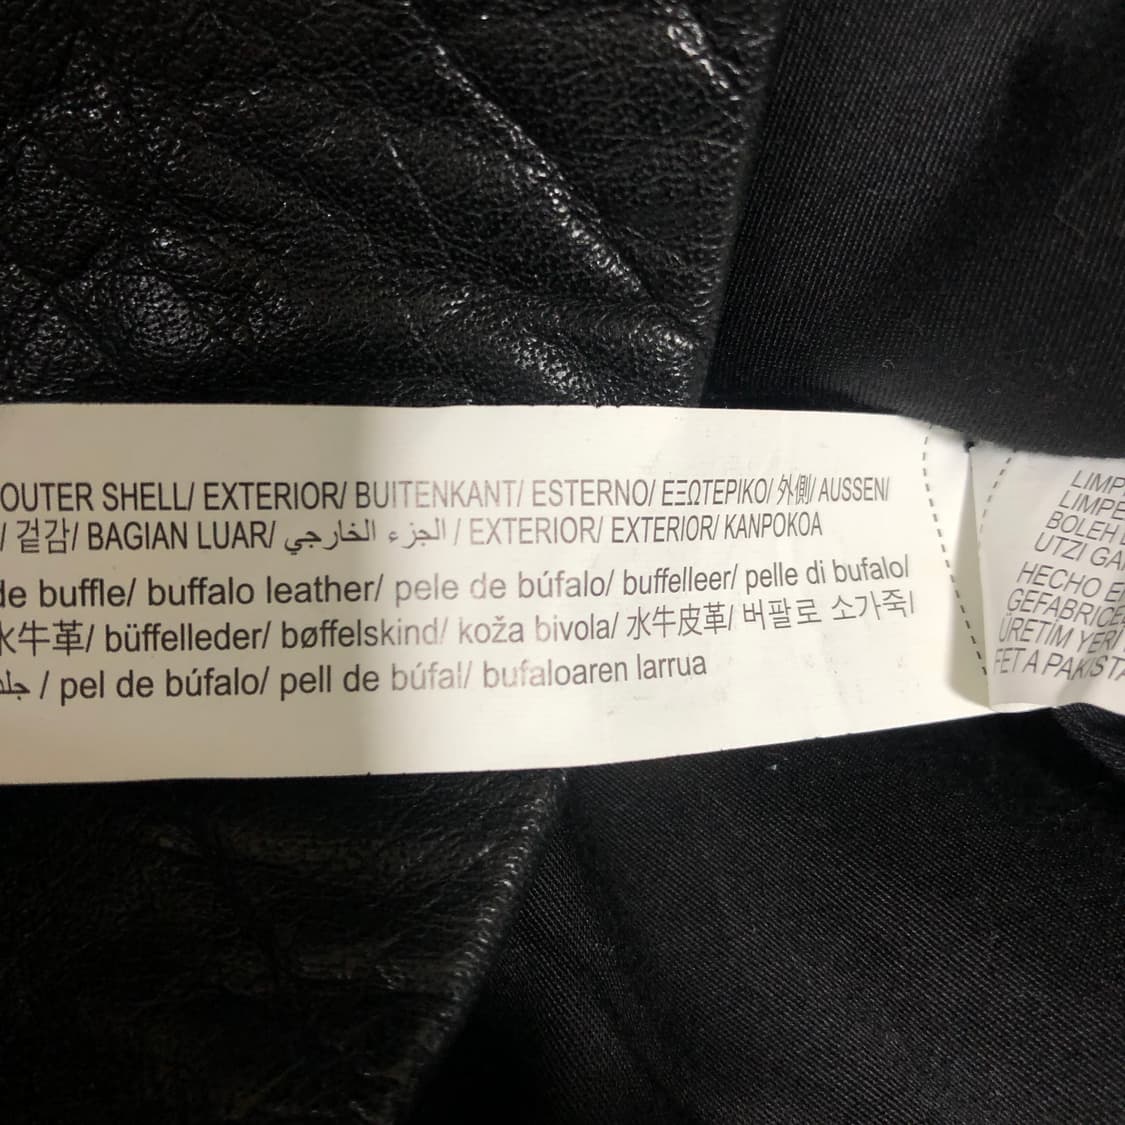 OUTER SHELL/ EXTERIOR/ BUITENKANT/ ESTERNO/ ΕΞΩΤΕΡΙΚΟ/ 外側/ AUSSEN/
/ 겉감/ BAGIAN LUAR/ الجزء الخارجي / EXTERIOR/ EXTERIOR/ KANPOKOA
de buffle/ buffalo leather/ pele de búfalo/ buffelleer/ pelle di bufalo/
水牛革/ büffelleder/ bøffelskind/ koža bivola/ 水牛皮革/ 버팔로 소가죽/
/ pel de búfalo/ pell de búfal/ bufaloaren larrua
LIMP
LIMPE
BOLEH
UTZI GA
HECHO E
GEFABRICE
ÜRETİM YERİ
FET A PAKISTA